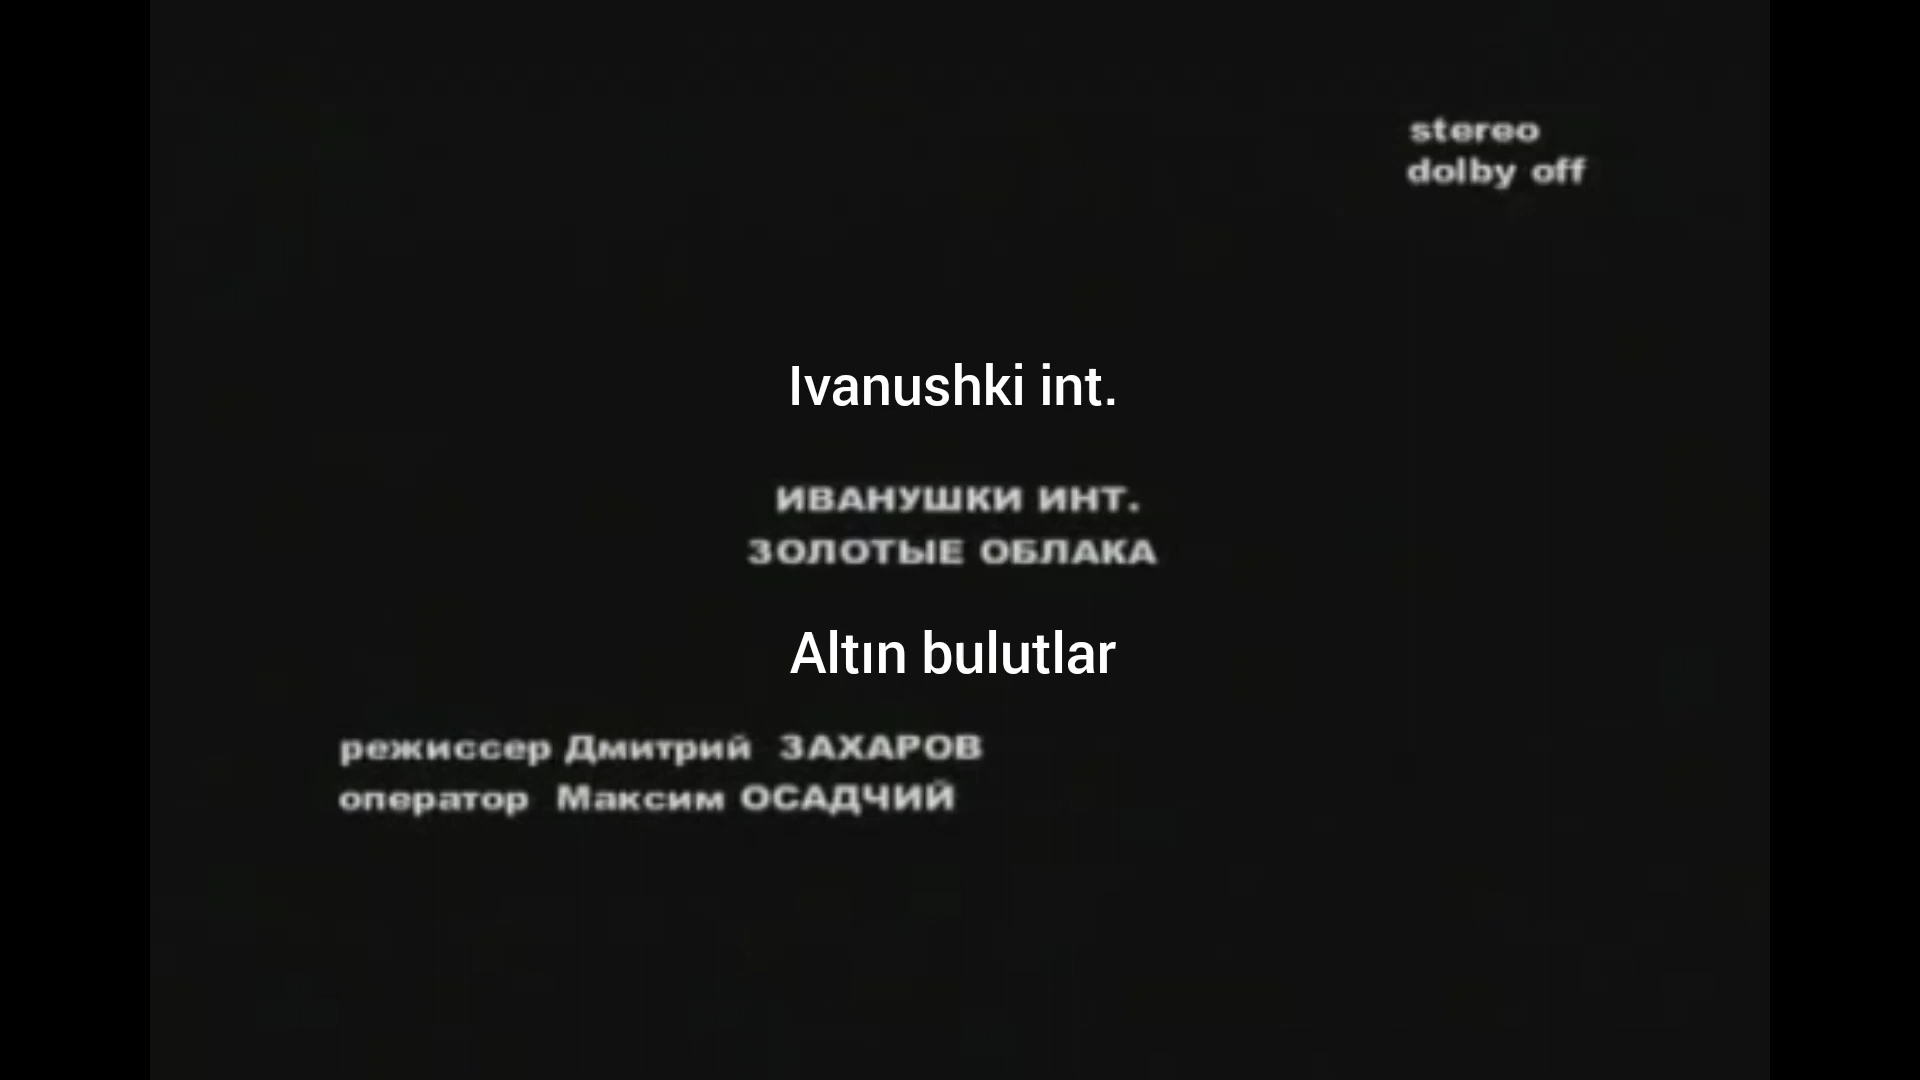 stereo
dolby off
Ivanushki int.
ИВАНУШКИ ИНТ.
ЗОЛОТЫЕ ОБЛАКА
Altın bulutlar
режиссер Дмитрий ЗАХАРОВ
оператор Максим ОСАДЧИЙ